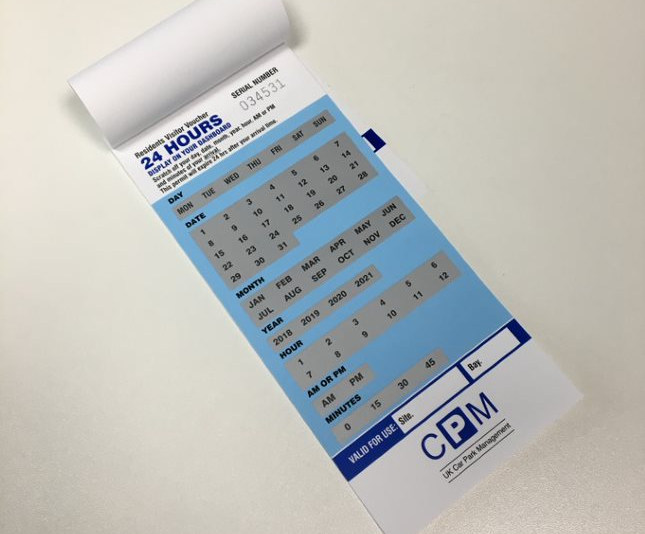 Residents Visitor Voucher
24 HOURS
SERIAL NUMBER
034531
DISPLAY ON YOUR DASHBOARD
Scratch off your day, date, month, year, hour, AM or PM
and minutes of your arrival.
This permit will expire 24 hrs after your arrival time.
DAY
MON TUE WED THU FRI SAT SUN
DATE
1 2 3 4 5 6 7
8 9 10 11 12 13 14
15 16 17 18 19 20 21
22 23 24 25 26 27 28
29 30 31
MONTH
JAN FEB MAR APR MAY JUN
JUL AUG SEP OCT NOV DEC
YEAR
2018 2019 2020 2021
HOUR
1 2 3 4 5 6
7 8 9 10 11 12
AM OR PM
AM PM
MINUTES
0 15 30 45
VALID FOR USE: Site. Bay.
CPM
UK Car Park Management